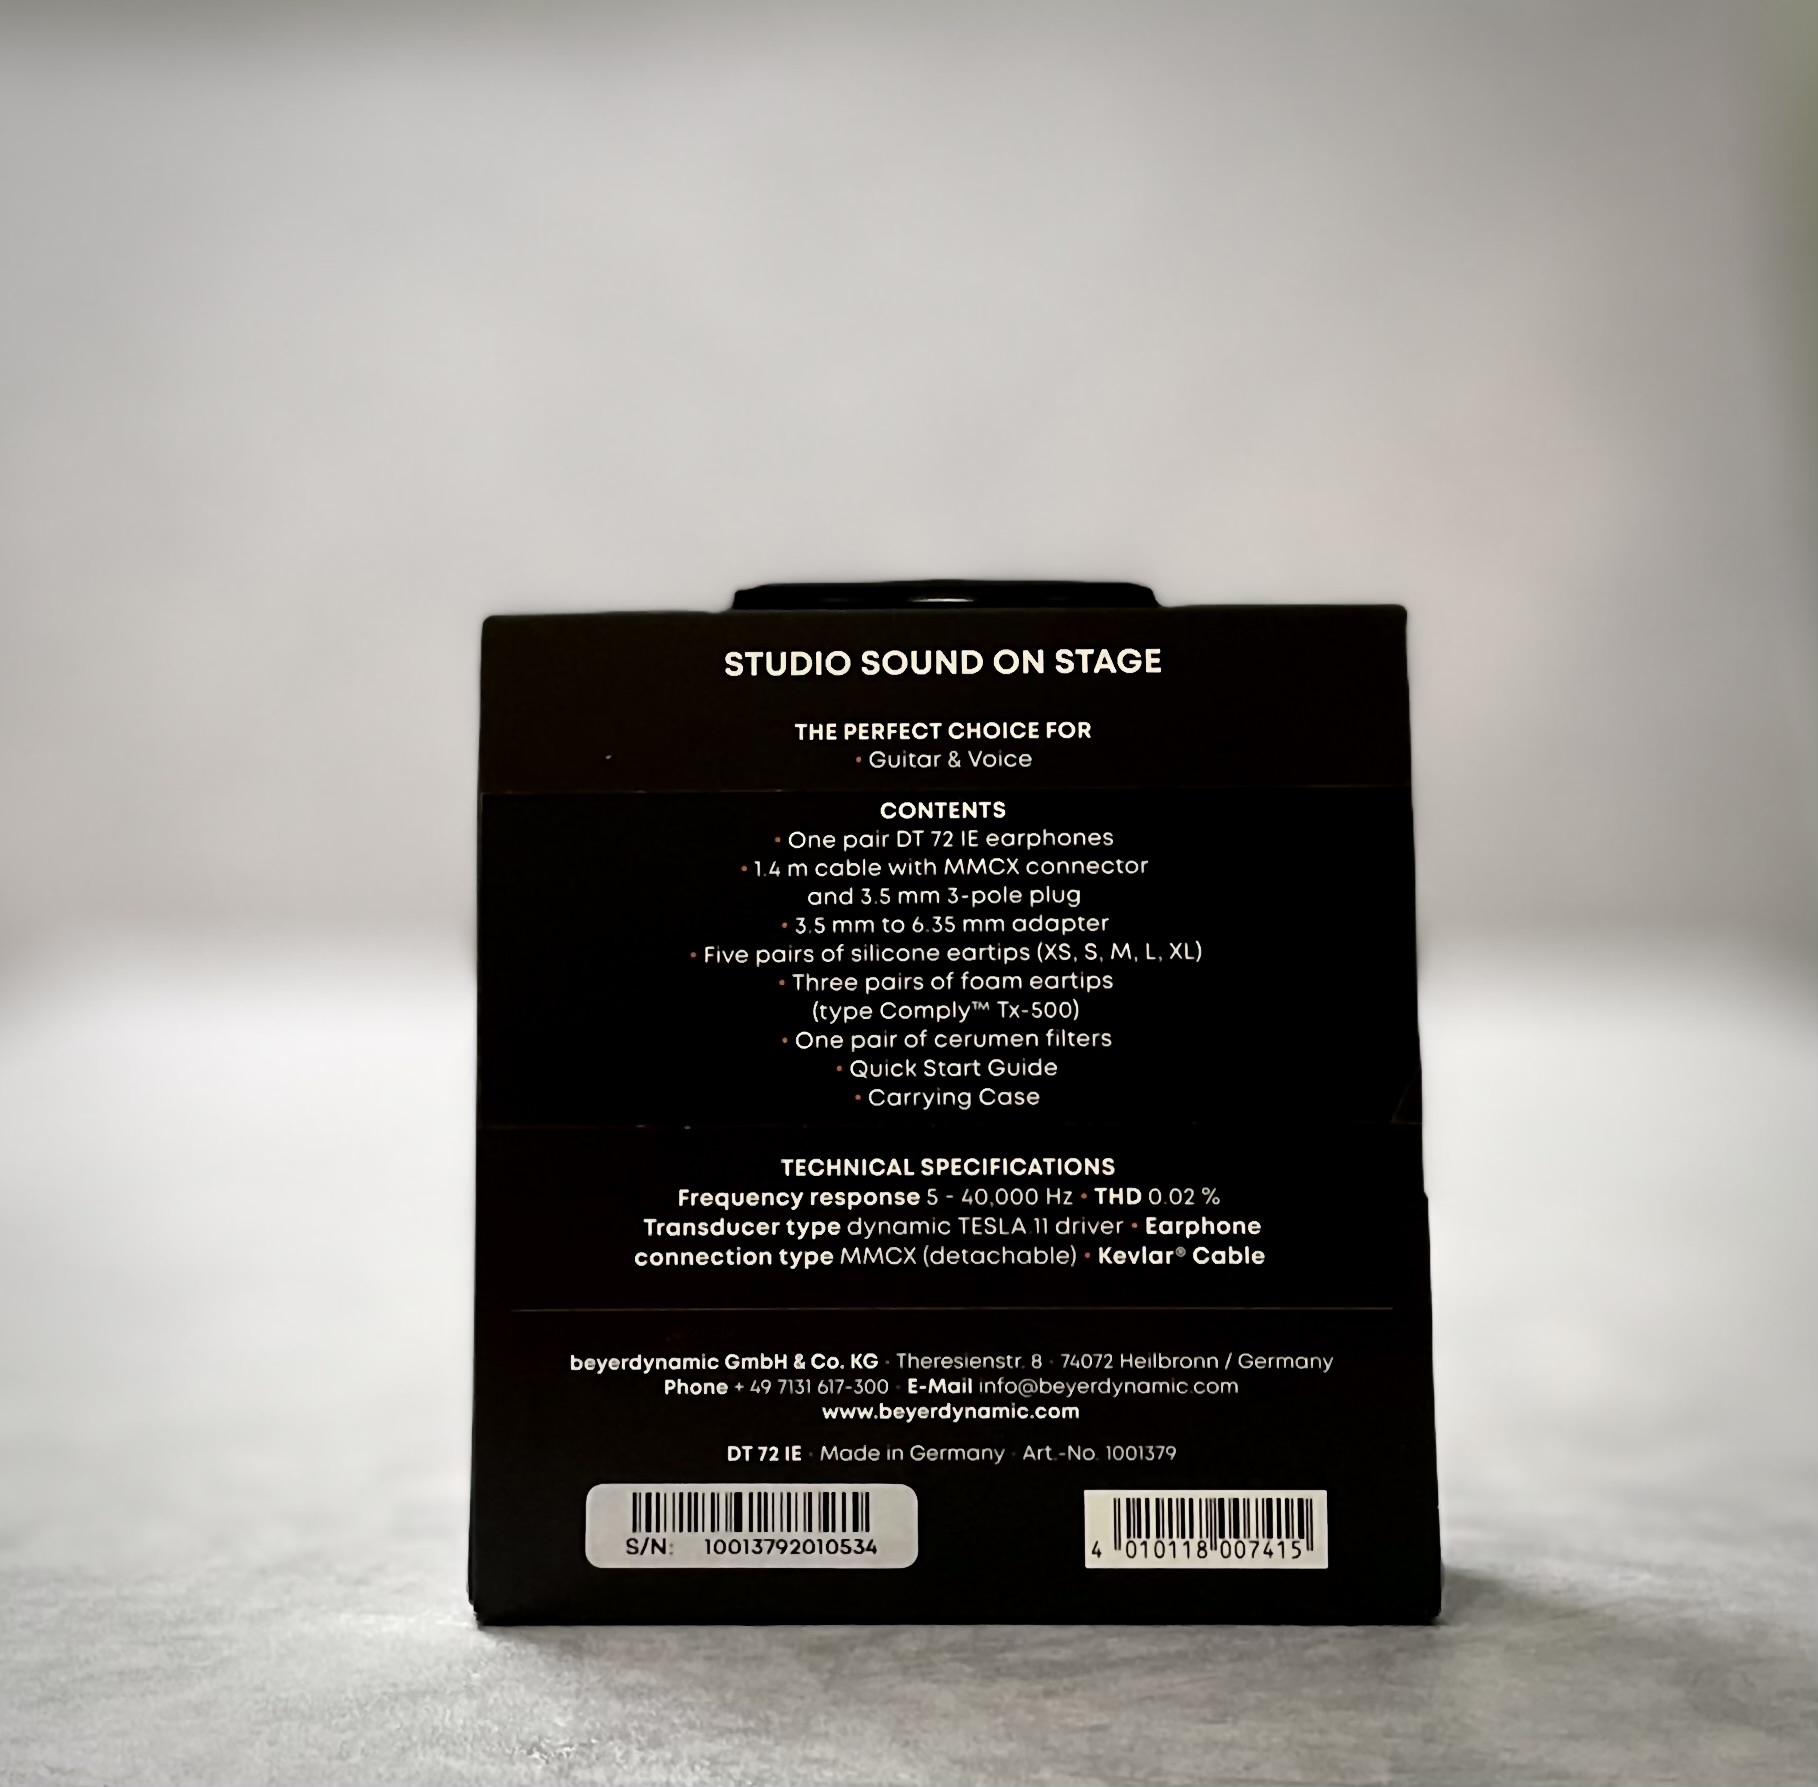 STUDIO SOUND ON STAGE
THE PERFECT CHOICE FOR
• Guitar & Voice
CONTENTS
• One pair DT 72 IE earphones
• 1.4 m cable with MMCX connector
and 3.5 mm 3-pole plug
• 3.5 mm to 6.35 mm adapter
• Five pairs of silicone eartips (XS, S, M, L, XL)
• Three pairs of foam eartips
(type Comply™ Tx-500)
• One pair of cerumen filters
• Quick Start Guide
• Carrying Case
TECHNICAL SPECIFICATIONS
Frequency response 5 - 40,000 Hz • THD 0.02 %
Transducer type dynamic TESLA.11 driver • Earphone
connection type MMCX (detachable) • Kevlar® Cable
beyerdynamic GmbH & Co. KG · Theresienstr. 8 · 74072 Heilbronn / Germany
Phone + 49 7131 617-300 · E-Mail info@beyerdynamic.com
www.beyerdynamic.com
DT 72 IE · Made in Germany · Art.-No. 1001379
S/N: 10013792010534
4 010118 007415